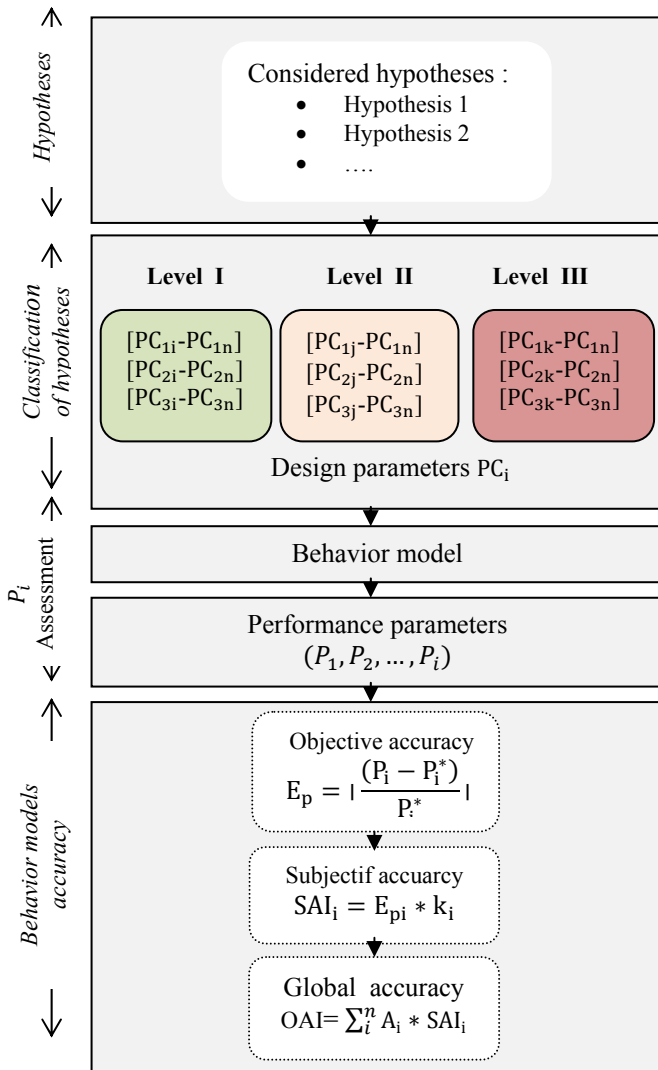 Hypotheses
Considered hypotheses :
• Hypothesis 1
• Hypothesis 2
• ….
Classification
of hypotheses
Level I Level II Level III
[PC₁ᵢ-PC₁ₙ] [PC₁ⱼ-PC₁ₙ] [PC₁ₖ-PC₁ₙ]
[PC₂ᵢ-PC₂ₙ] [PC₂ⱼ-PC₂ₙ] [PC₂ₖ-PC₂ₙ]
[PC₃ᵢ-PC₃ₙ] [PC₃ⱼ-PC₃ₙ] [PC₃ₖ-PC₃ₙ]
Design parameters PCᵢ
Pᵢ
Assessment
Behavior model
Performance parameters
(P₁, P₂, …, Pᵢ)
Behavior models
accuracy
Objective accuracy
Eₚ = | (Pᵢ − Pᵢ*) / Pᵢ* |
Subjectif accuarcy
SAIᵢ = Eₚᵢ * kᵢ
Global accuracy
OAI= ∑ᵢⁿ Aᵢ * SAIᵢ